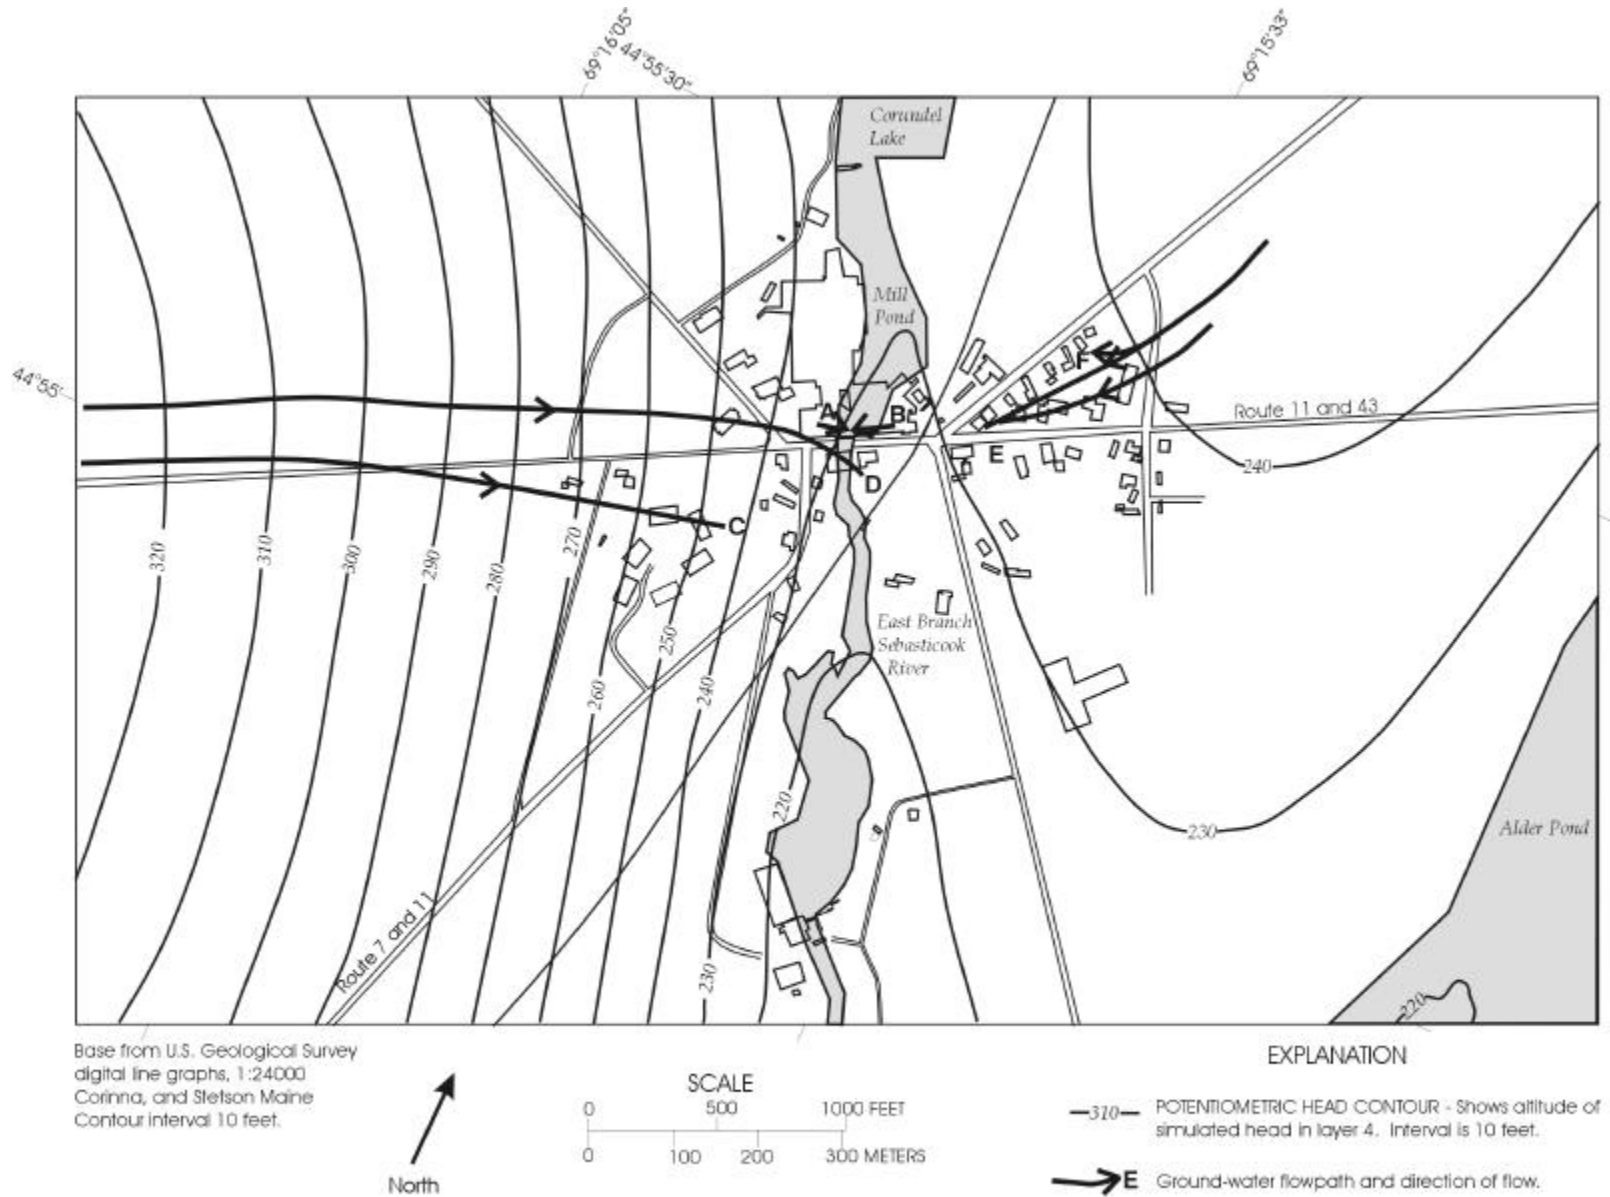 69°16'05"
44°55'30"
69°15'33"
Corundel
Lake
Mill
Pond
44°55'
Route 11 and 43
F
A
B
E
D
C
240
320
310
300
290
280
270
260
250
240
230
220
East Branch
Sebasticook
River
230
Alder Pond
220
Route 7 and 11
Base from U.S. Geological Survey
digital line graphs, 1:24000
Corinna, and Stetson Maine
Contour interval 10 feet.
North
SCALE
0 500 1000 FEET
0 100 200 300 METERS
EXPLANATION
310 POTENTIOMETRIC HEAD CONTOUR - Shows altitude of
simulated head in layer 4. Interval is 10 feet.
E Ground-water flowpath and direction of flow.